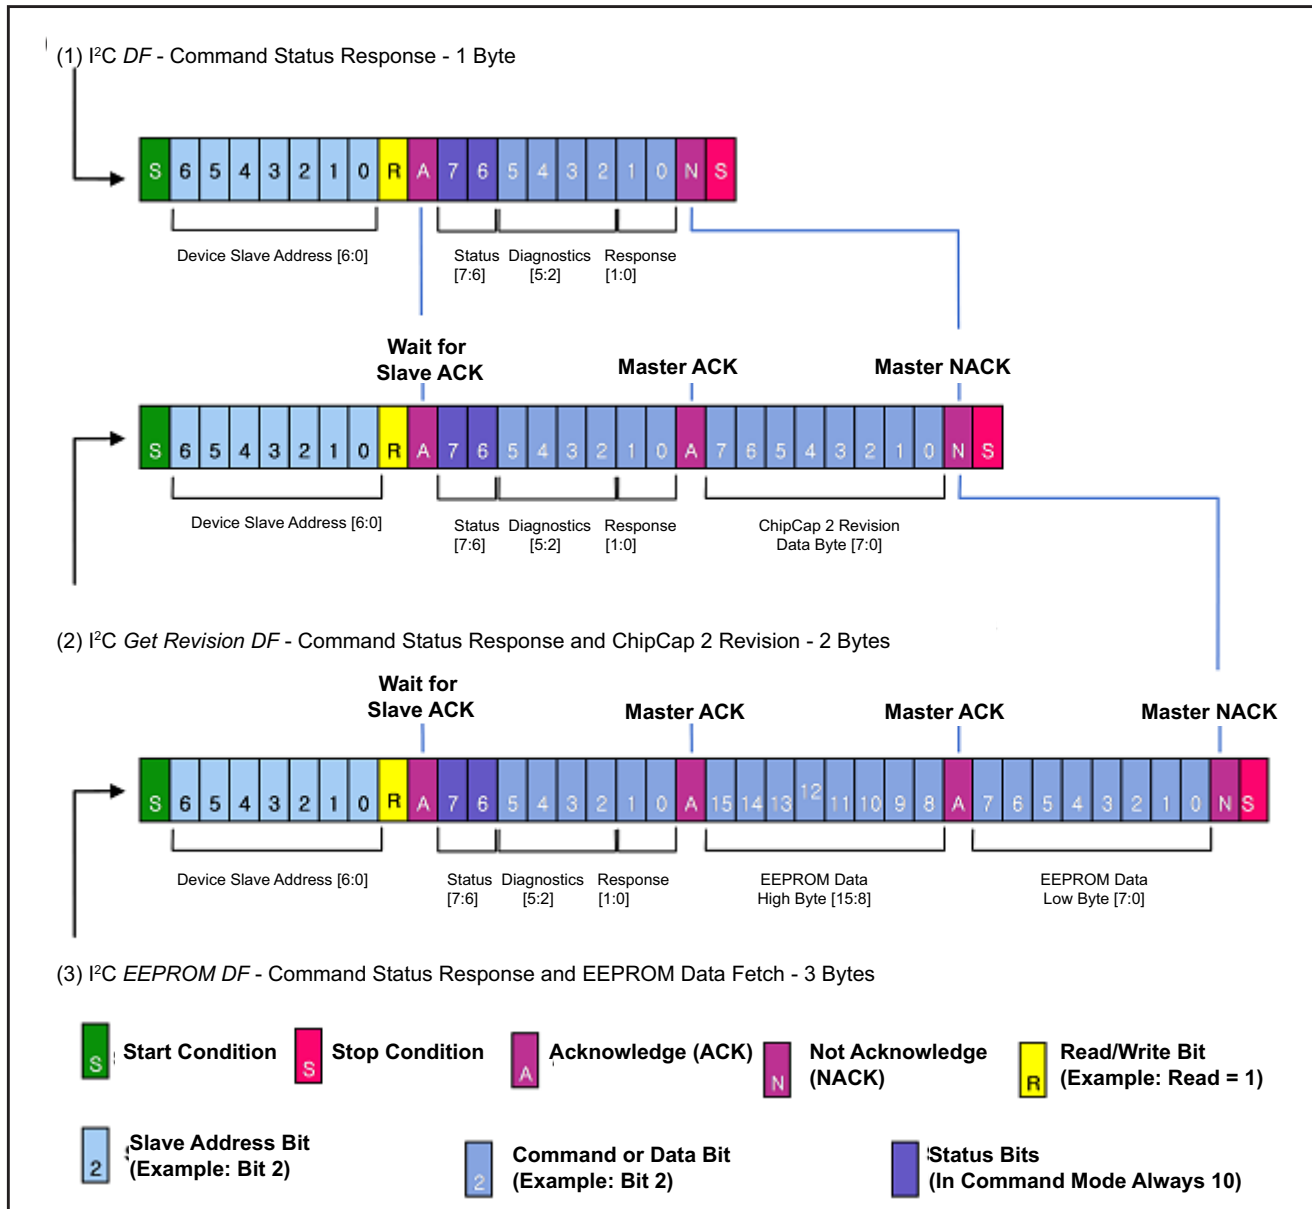 (1) I²C DF - Command Status Response - 1 Byte
S 6 5 4 3 2 1 0 R A 7 6 5 4 3 2 1 0 N S
Device Slave Address [6:0]
Status [7:6]
Diagnostics [5:2]
Response [1:0]
Wait for
Slave ACK
Master ACK
Master NACK
S 6 5 4 3 2 1 0 R A 7 6 5 4 3 2 1 0 A 7 6 5 4 3 2 1 0 N S
Device Slave Address [6:0]
Status [7:6]
Diagnostics [5:2]
Response [1:0]
ChipCap 2 Revision
Data Byte [7:0]
(2) I²C Get Revision DF - Command Status Response and ChipCap 2 Revision - 2 Bytes
Wait for
Slave ACK
Master ACK
Master ACK
Master NACK
S 6 5 4 3 2 1 0 R A 7 6 5 4 3 2 1 0 A 15 14 13 12 11 10 9 8 A 7 6 5 4 3 2 1 0 N S
Device Slave Address [6:0]
Status [7:6]
Diagnostics [5:2]
Response [1:0]
EEPROM Data
High Byte [15:8]
EEPROM Data
Low Byte [7:0]
(3) I²C EEPROM DF - Command Status Response and EEPROM Data Fetch - 3 Bytes
S Start Condition
S Stop Condition
A Acknowledge (ACK)
N Not Acknowledge
(NACK)
R Read/Write Bit
(Example: Read = 1)
2 Slave Address Bit
(Example: Bit 2)
2 Command or Data Bit
(Example: Bit 2)
Status Bits
(In Command Mode Always 10)